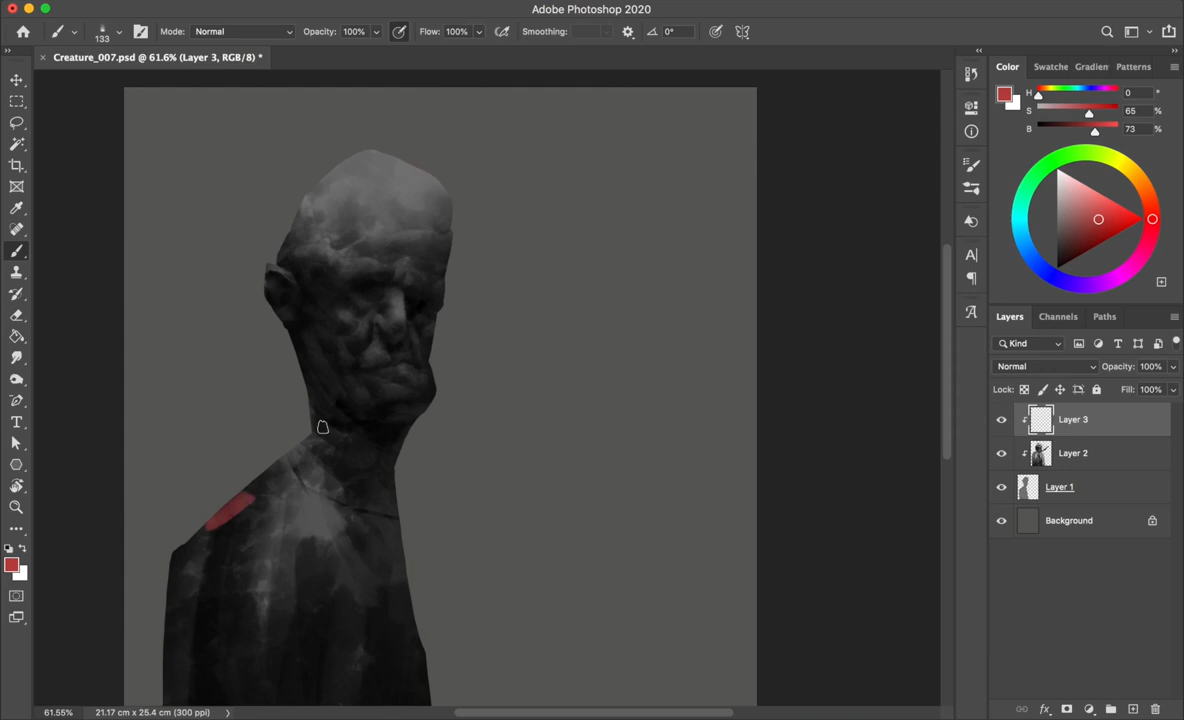 Adobe Photoshop 2020
133
Mode: Normal
Opacity: 100%
Flow: 100%
Smoothing:
0°
Creature_007.psd @ 61.6% (Layer 3, RGB/8) *
Color
Swatche
Gradien
Patterns
H 0 °
S 65 %
B 73 %
Layers
Channels
Paths
Kind
Normal
Opacity: 100%
Lock:
Fill: 100%
Layer 3
Layer 2
Layer 1
Background
61.55%
21.17 cm x 25.4 cm (300 ppi)